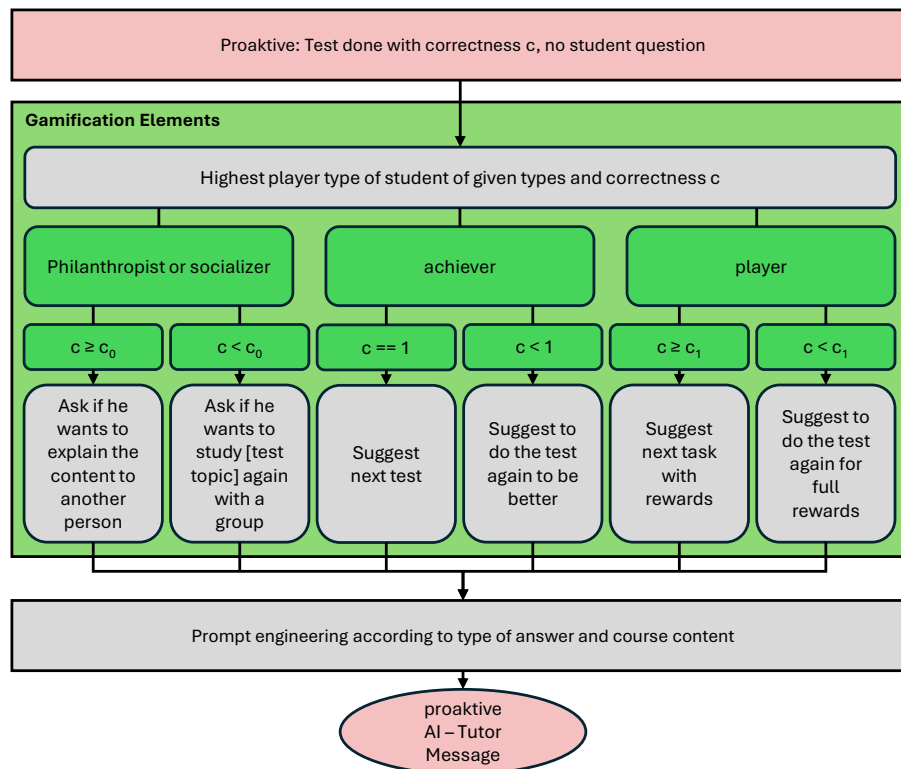 Proaktive: Test done with correctness c, no student question
Gamification Elements
Highest player type of student of given types and correctness c
Philanthropist or socializer
achiever
player
c ≥ c₀
c < c₀
c == 1
c < 1
c ≥ c₁
c < c₁
Ask if he
wants to
explain the
content to
another
person
Ask if he
wants to
study [test
topic] again
with a
group
Suggest
next test
Suggest to
do the test
again to be
better
Suggest
next task
with
rewards
Suggest to
do the test
again for
full
rewards
Prompt engineering according to type of answer and course content
proaktive
AI – Tutor
Message